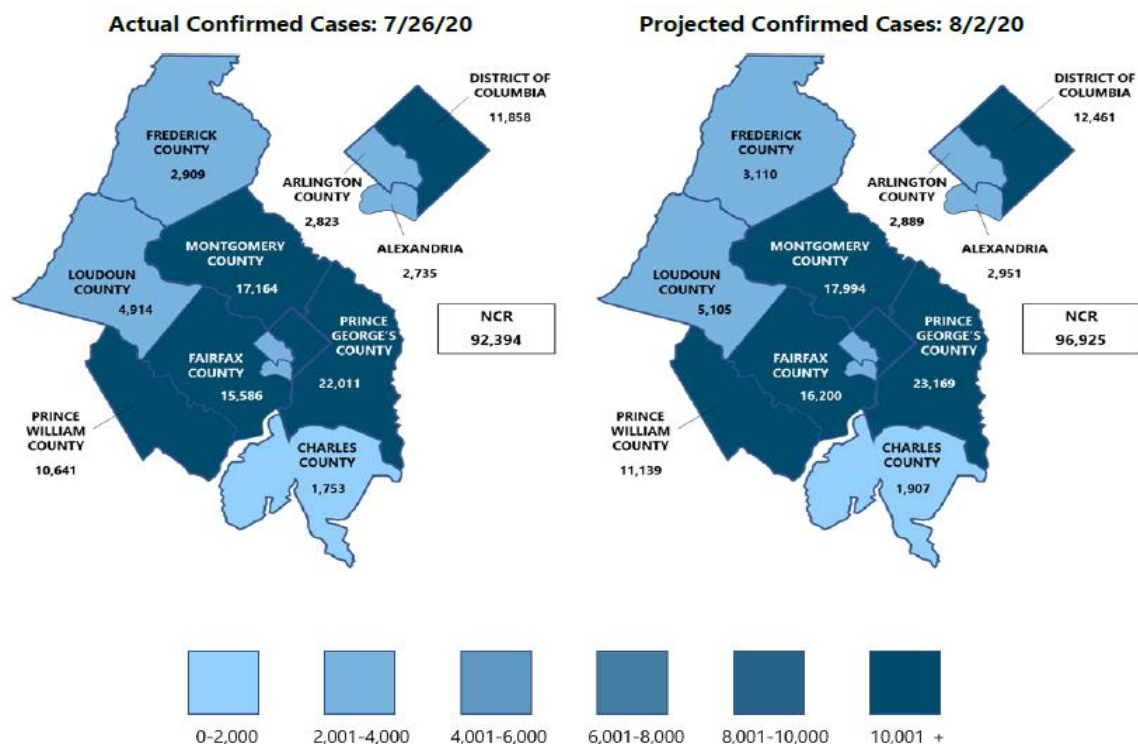 Actual Confirmed Cases: 7/26/20
FREDERICK
COUNTY
2,909
DISTRICT OF
COLUMBIA
11,858
ARLINGTON
COUNTY
2,823
ALEXANDRIA
2,735
MONTGOMERY
COUNTY
17,164
LOUDOUN
COUNTY
4,914
NCR
92,394
PRINCE
GEORGE'S
COUNTY
22,011
FAIRFAX
COUNTY
15,586
PRINCE
WILLIAM
COUNTY
10,641
CHARLES
COUNTY
1,753
Projected Confirmed Cases: 8/2/20
FREDERICK
COUNTY
3,110
DISTRICT OF
COLUMBIA
12,461
ARLINGTON
COUNTY
2,889
ALEXANDRIA
2,951
MONTGOMERY
COUNTY
17,994
LOUDOUN
COUNTY
5,105
NCR
96,925
PRINCE
GEORGE'S
COUNTY
23,169
FAIRFAX
COUNTY
16,200
PRINCE
WILLIAM
COUNTY
11,139
CHARLES
COUNTY
1,907
0-2,000
2,001-4,000
4,001-6,000
6,001-8,000
8,001-10,000
10,001 +